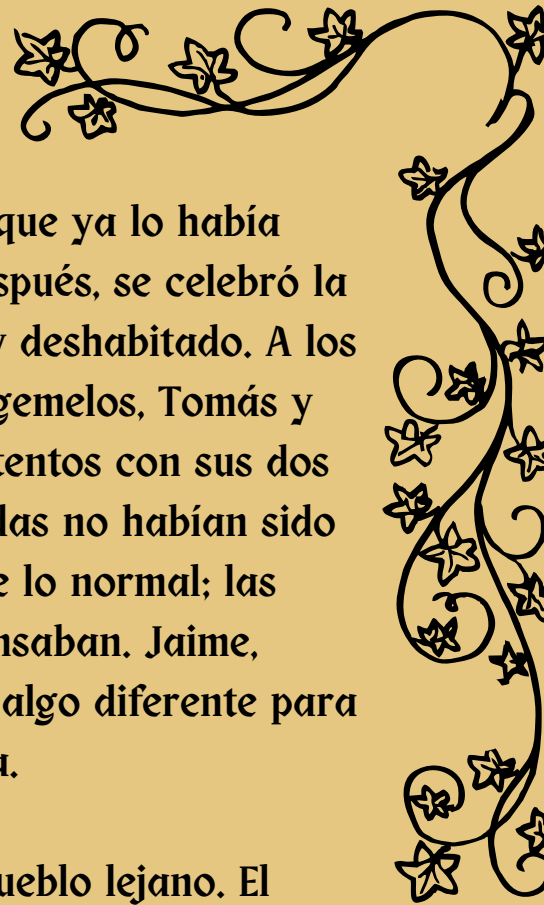 que ya lo había
spués, se celebró la
y deshabitado. A los
gemelos, Tomás y
tentos con sus dos
las no habían sido
e lo normal; las
nsaban. Jaime,
algo diferente para
a.
ueblo lejano. El